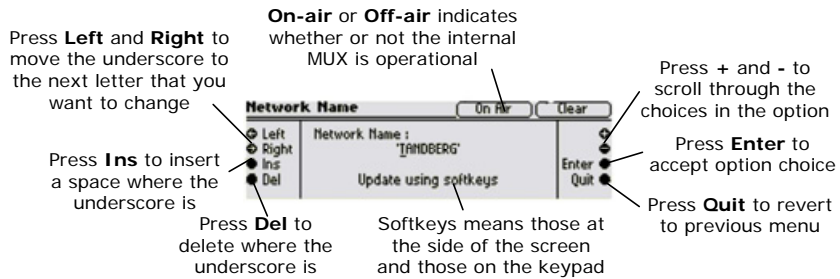 On-air or Off-air indicates
whether or not the internal
MUX is operational
Press Left and Right to
move the underscore to
the next letter that you
want to change
Press Ins to insert
a space where the
underscore is
Press Del to
delete where the
underscore is
Network Name
On Air
Clear
Left
Right
Ins
Del
Network Name :
'TANDBERG'
Update using softkeys
Enter
Quit
Softkeys means those at
the side of the screen
and those on the keypad
Press + and - to
scroll through the
choices in the option
Press Enter to
accept option choice
Press Quit to revert
to previous menu